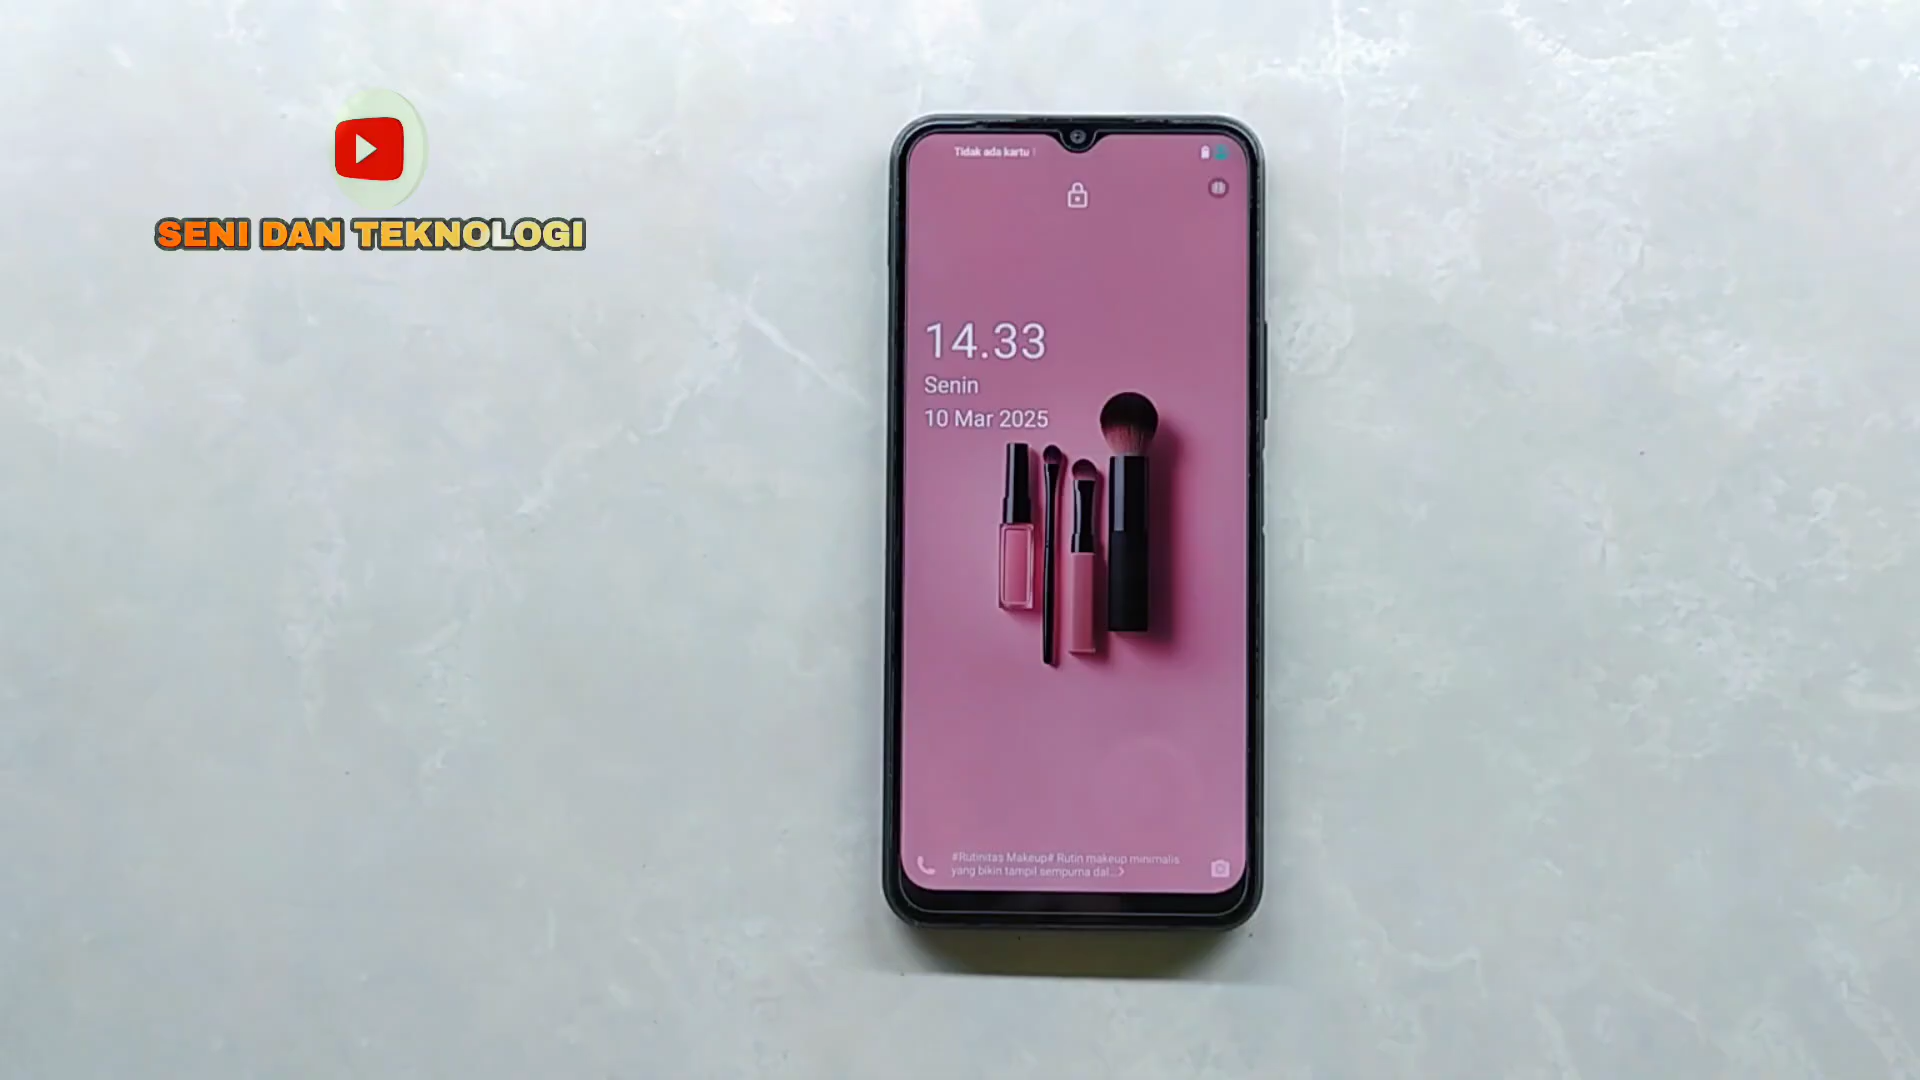 SENI DAN TEKNOLOGI
Tidak ada kartu
14.33
Senin
10 Mar 2025
#Rutinitas Makeup# Rutin makeup minimalis
yang bikin tampil sempurna dal...